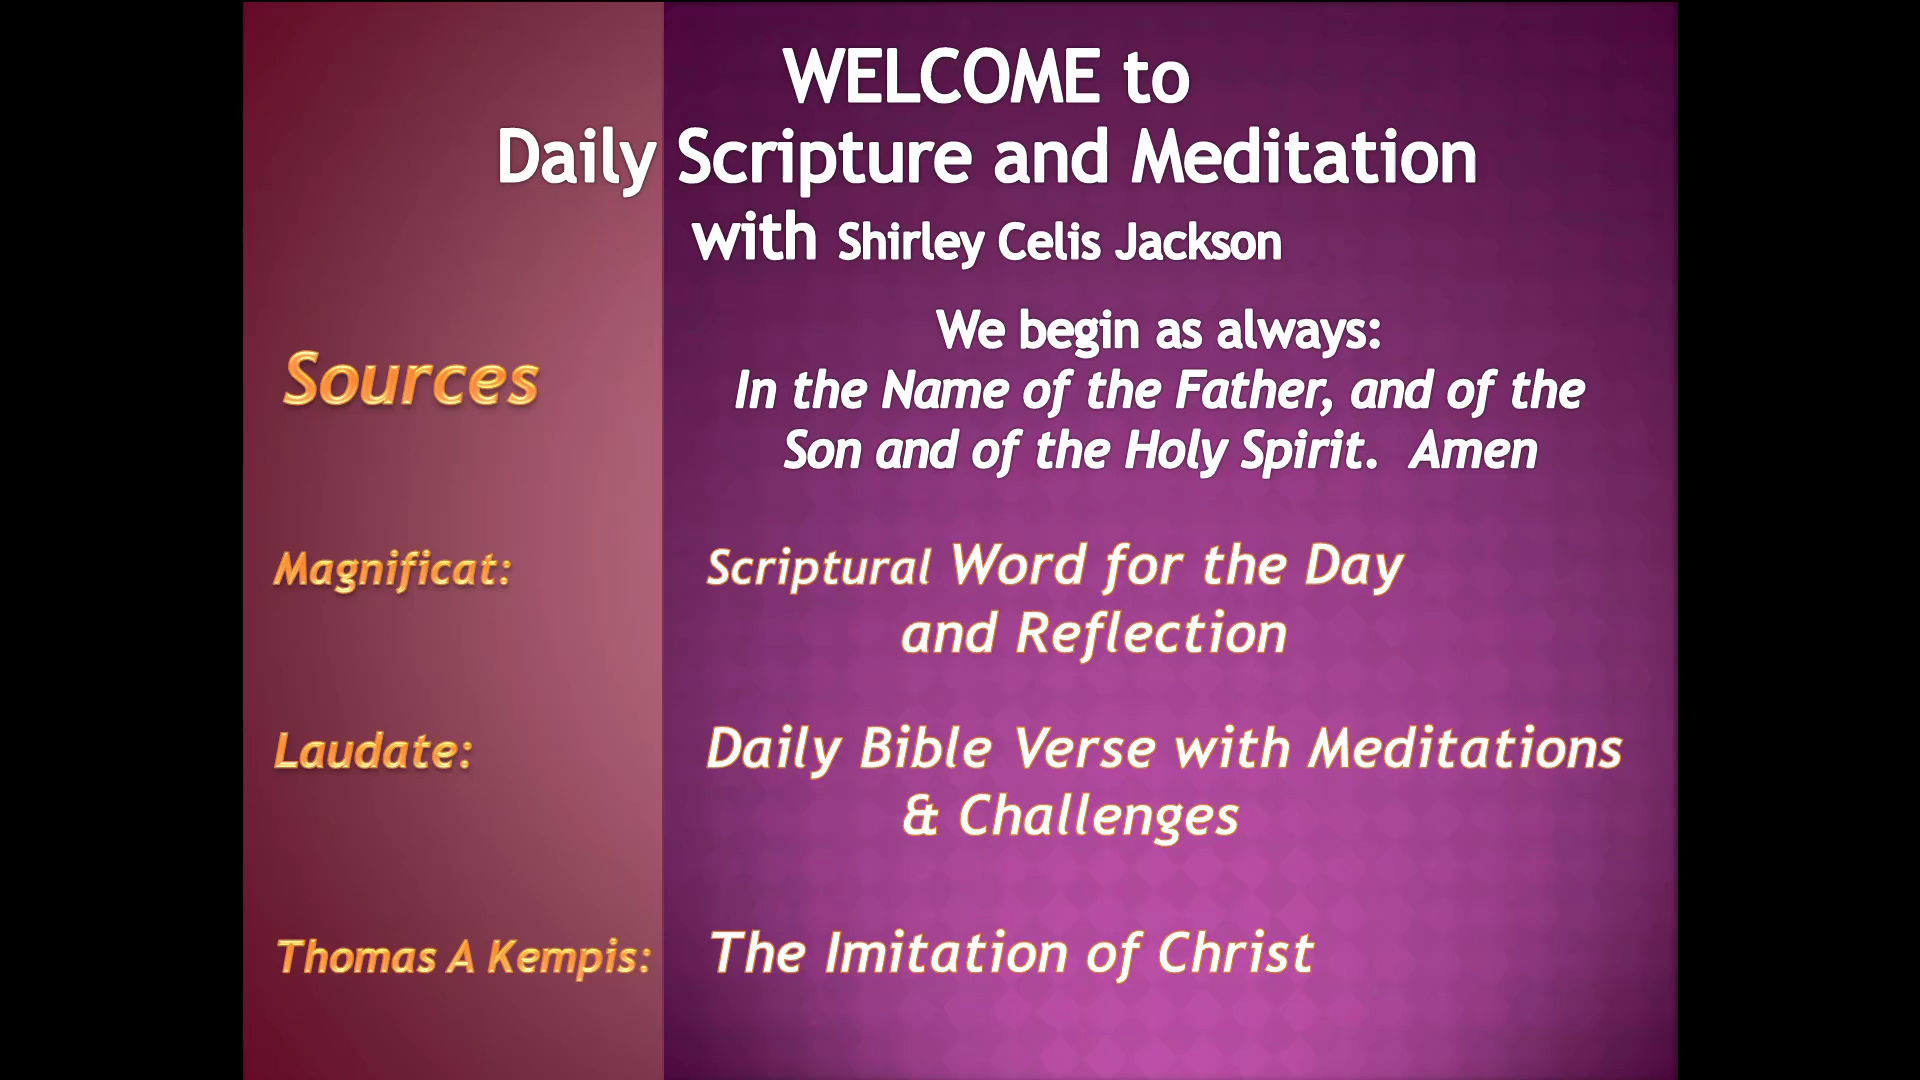 WELCOME to
Daily Scripture and Meditation
with Shirley Celis Jackson
We begin as always:
In the Name of the Father, and of the
Son and of the Holy Spirit.  Amen
Sources
Magnificat: Scriptural Word for the Day
and Reflection
Laudate: Daily Bible Verse with Meditations
& Challenges
Thomas A Kempis: The Imitation of Christ